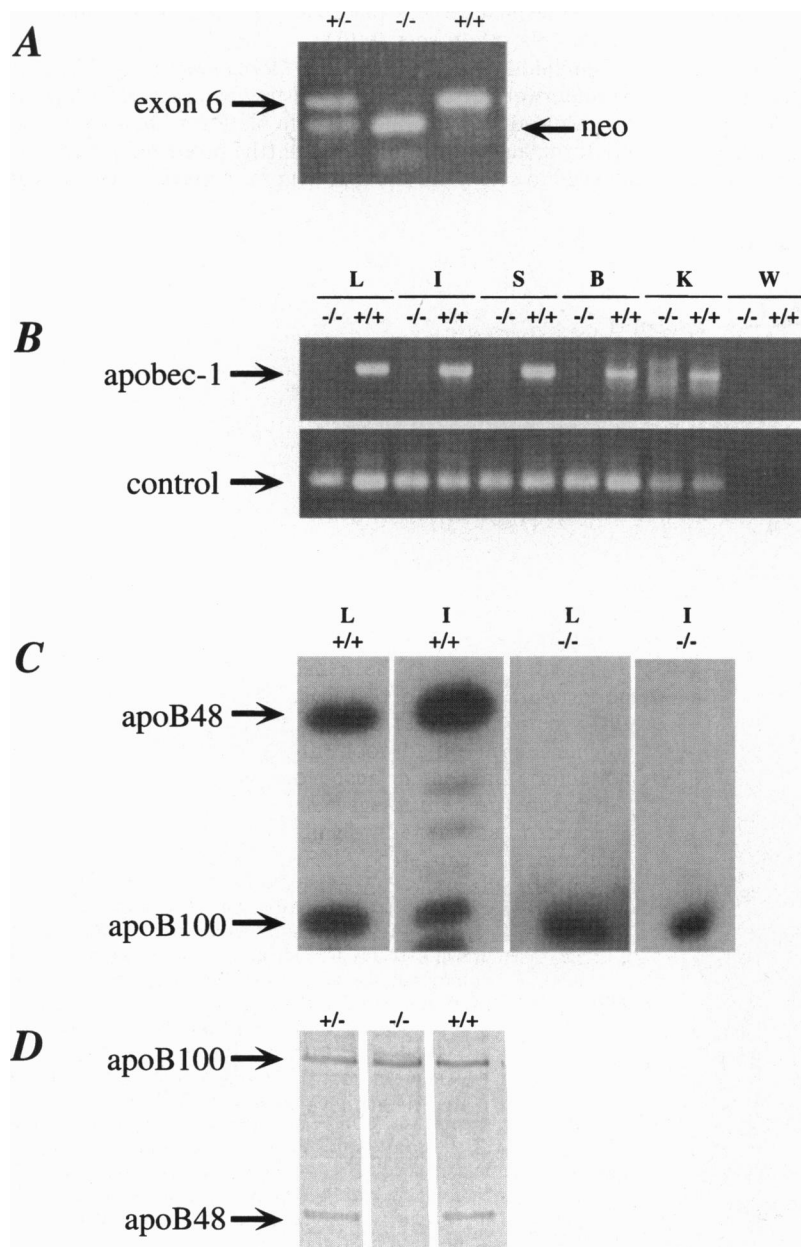 A
+/- -/- +/+
exon 6
neo
B
L I S B K W
-/- +/+ -/- +/+ -/- +/+ -/- +/+ -/- +/+ -/- +/+
apobec-1
control
C
L I L I
+/+ +/+ -/- -/-
apoB48
apoB100
D
+/- -/- +/+
apoB100
apoB48